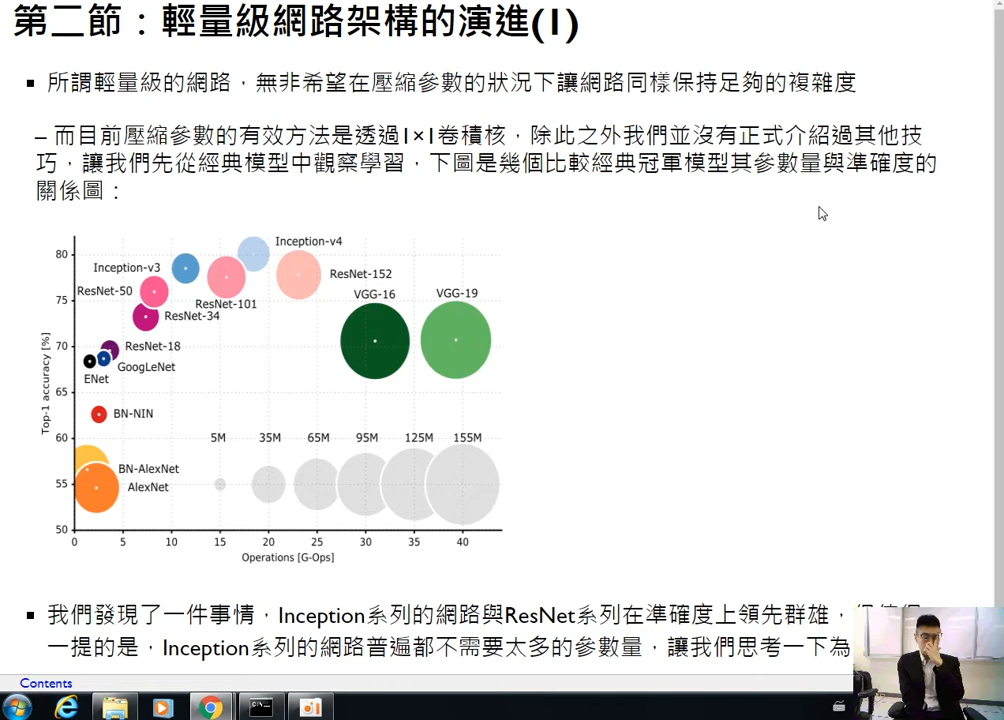 第二節：輕量級網路架構的演進(1)
▪ 所謂輕量級的網路，無非希望在壓縮參數的狀況下讓網路同樣保持足夠的複雜度
– 而目前壓縮參數的有效方法是透過1×1卷積核，除此之外我們並沒有正式介紹過其他技
巧，讓我們先從經典模型中觀察學習，下圖是幾個比較經典冠軍模型其參數量與準確度的
關係圖：
Top-1 accuracy [%]
80
75
70
65
60
55
50
Inception-v4
Inception-v3
ResNet-152
ResNet-50
VGG-16
VGG-19
ResNet-101
ResNet-34
ResNet-18
GoogLeNet
ENet
BN-NIN
5M 35M 65M 95M 125M 155M
BN-AlexNet
AlexNet
0 5 10 15 20 25 30 35 40
Operations [G-Ops]
▪ 我們發現了一件事情，Inception系列的網路與ResNet系列在準確度上領先群雄，
一提的是，Inception系列的網路普遍都不需要太多的參數量，讓我們思考一下為
Contents